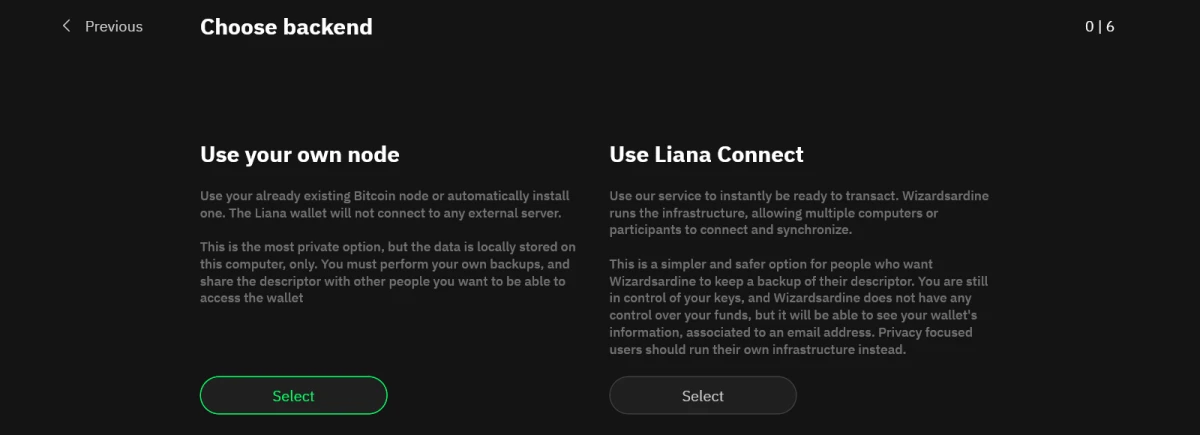 Previous
Choose backend
0 | 6
Use your own node
Use your already existing Bitcoin node or automatically install
one. The Liana wallet will not connect to any external server.
This is the most private option, but the data is locally stored on
this computer, only. You must perform your own backups, and
share the descriptor with other people you want to be able to
access the wallet
Select
Use Liana Connect
Use our service to instantly be ready to transact. Wizardsardine
runs the infrastructure, allowing multiple computers or
participants to connect and synchronize.
This is a simpler and safer option for people who want
Wizardsardine to keep a backup of their descriptor. You are still
in control of your keys, and Wizardsardine does not have any
control over your funds, but it will be able to see your wallet's
information, associated to an email address. Privacy focused
users should run their own infrastructure instead.
Select